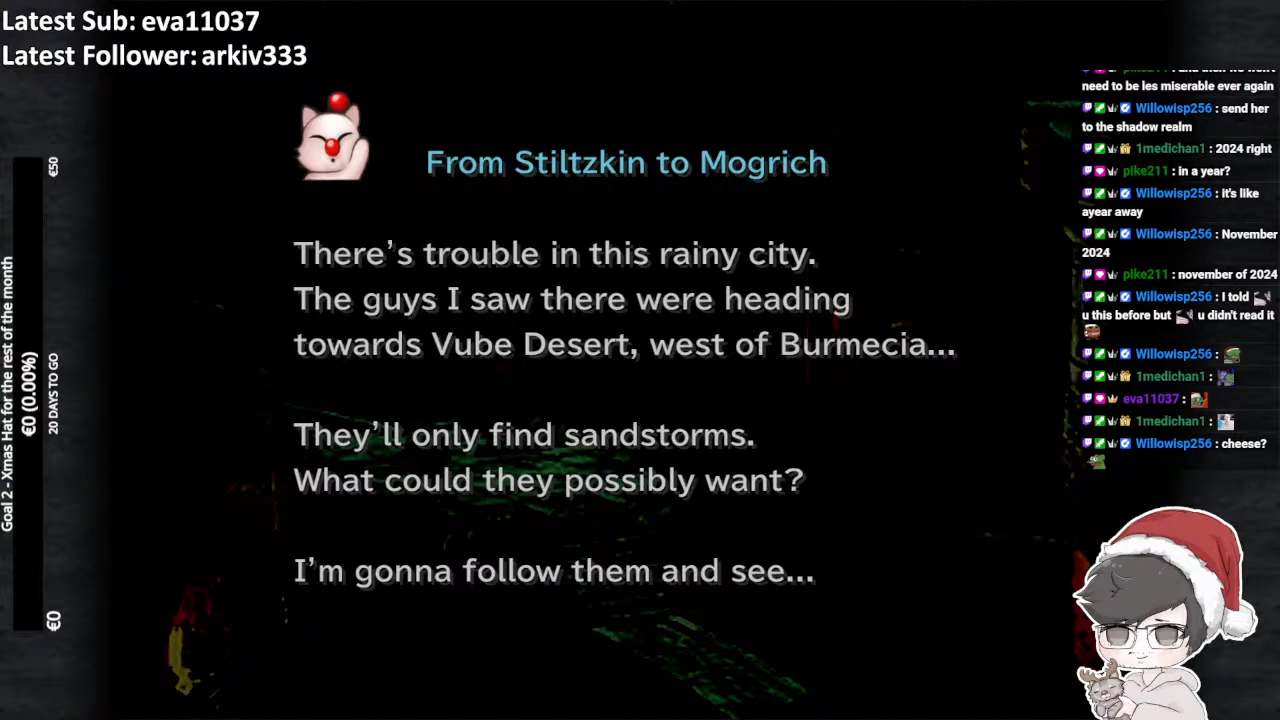 Latest Sub: eva11037
Latest Follower: arkiv333
Goal 2 - Xmas Hat for the rest of the month
€0 (0.00%)
20 DAYS TO GO
€50
€0
From Stiltzkin to Mogrich
There's trouble in this rainy city.
The guys I saw there were heading
towards Vube Desert, west of Burmecia...
They'll only find sandstorms.
What could they possibly want?
I'm gonna follow them and see...
need to be les miserable ever again
Willowisp256 : send her
to the shadow realm
1medichan1 : 2024 right
pike211 : in a year?
Willowisp256 : it's like
ayear away
Willowisp256 : November
2024
pike211 : november of 2024
Willowisp256 : I told
u this before but u didn't read it
Willowisp256 :
1medichan1 :
eva11037 :
1medichan1 :
Willowisp256 : cheese?